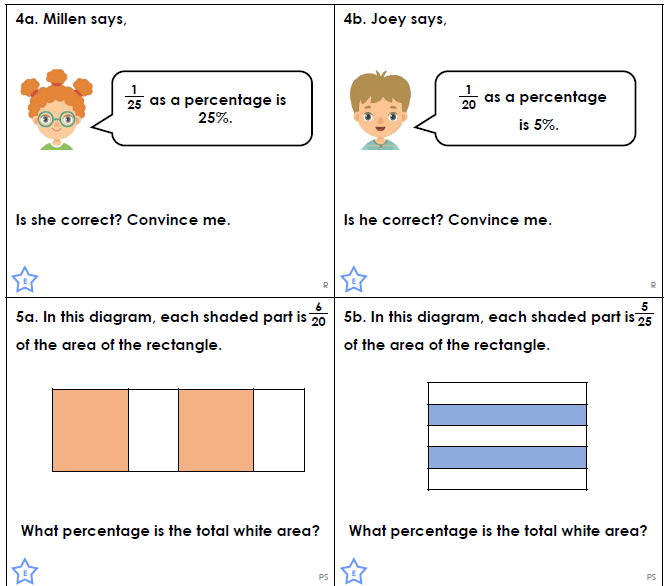 4a. Millen says,
1/25 as a percentage is
25%.
Is she correct? Convince me.
E
R
4b. Joey says,
1/20 as a percentage
is 5%.
Is he correct? Convince me.
E
R
5a. In this diagram, each shaded part is 6/20
of the area of the rectangle.
What percentage is the total white area?
E
PS
5b. In this diagram, each shaded part is 5/25
of the area of the rectangle.
What percentage is the total white area?
E
PS